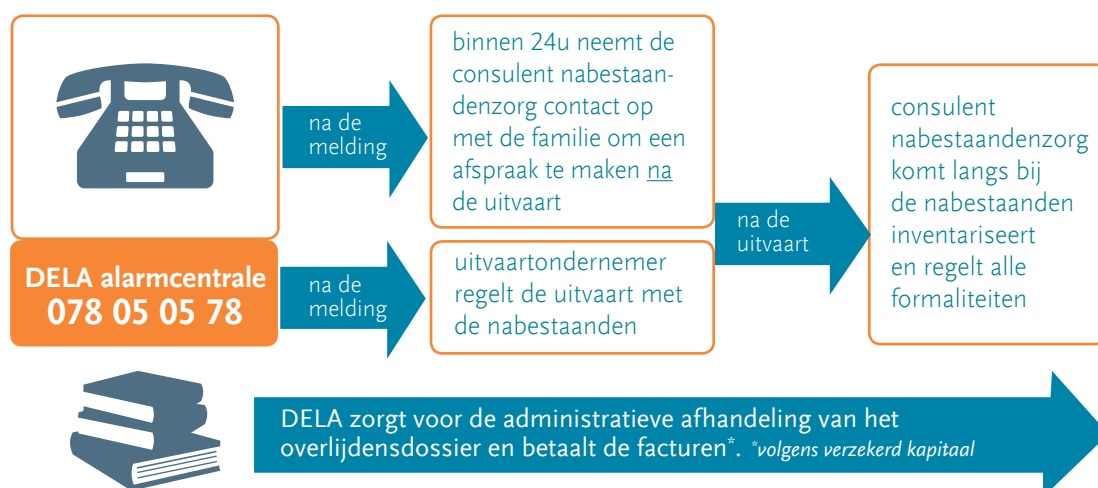 DELA alarmcentrale
078 05 05 78
na de
melding
binnen 24u neemt de
consulent nabestaan-
denzorg contact op
met de familie om een
afspraak te maken na
de uitvaart
na de
melding
uitvaartondernemer
regelt de uitvaart met
de nabestaanden
na de
uitvaart
consulent
nabestaandenzorg
komt langs bij
de nabestaanden
inventariseert
en regelt alle
formaliteiten
DELA zorgt voor de administratieve afhandeling van het
overlijdensdossier en betaalt de facturen*. *volgens verzekerd kapitaal